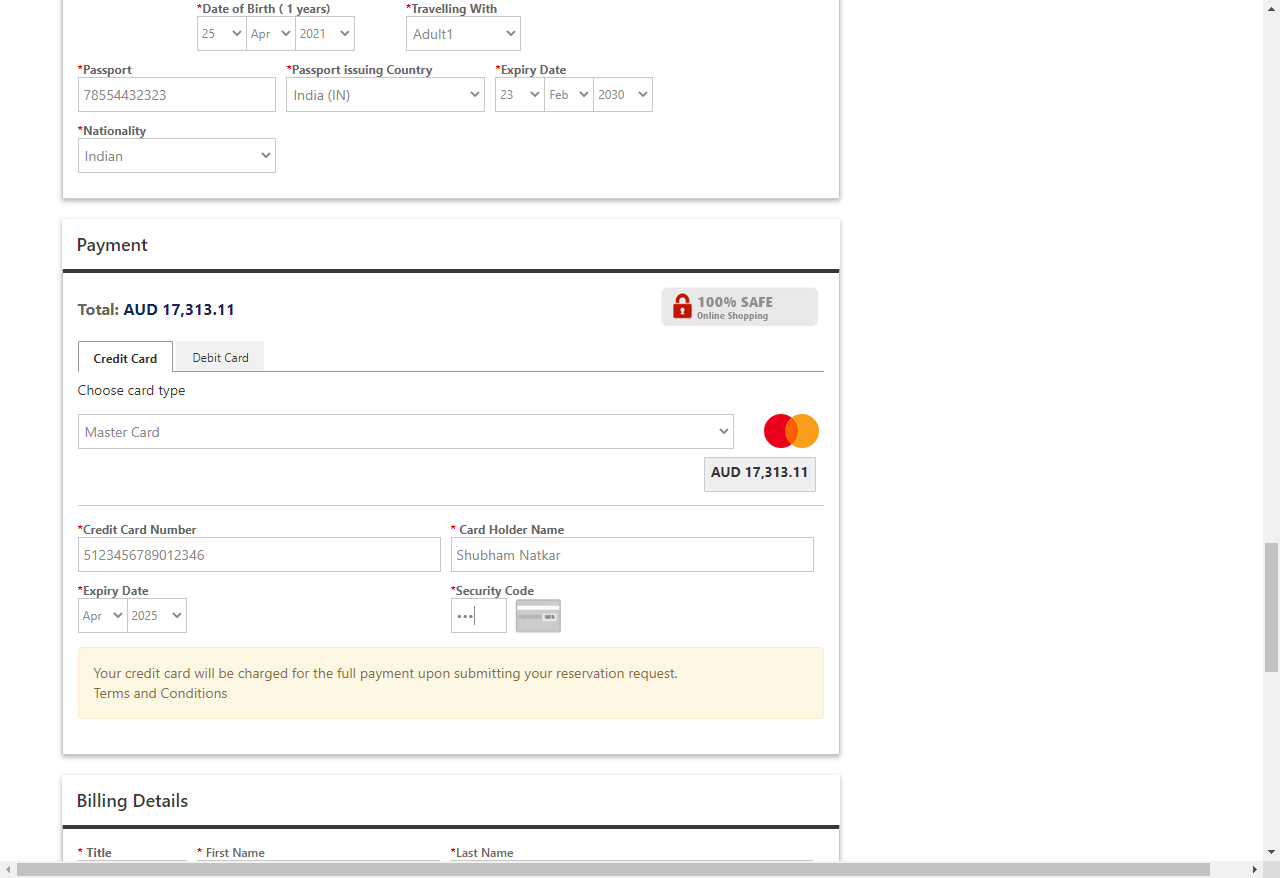 *Date of Birth ( 1 years) *Travelling With
25 Apr 2021 Adult1
*Passport *Passport issuing Country *Expiry Date
78554432323 India (IN) 23 Feb 2030
*Nationality
Indian
Payment
Total: AUD 17,313.11
100% SAFE
Online Shopping
Credit Card Debit Card
Choose card type
Master Card
AUD 17,313.11
*Credit Card Number * Card Holder Name
5123456789012346 Shubham Natkar
*Expiry Date *Security Code
Apr 2025 •••
Your credit card will be charged for the full payment upon submitting your reservation request.
Terms and Conditions
Billing Details
* Title * First Name *Last Name